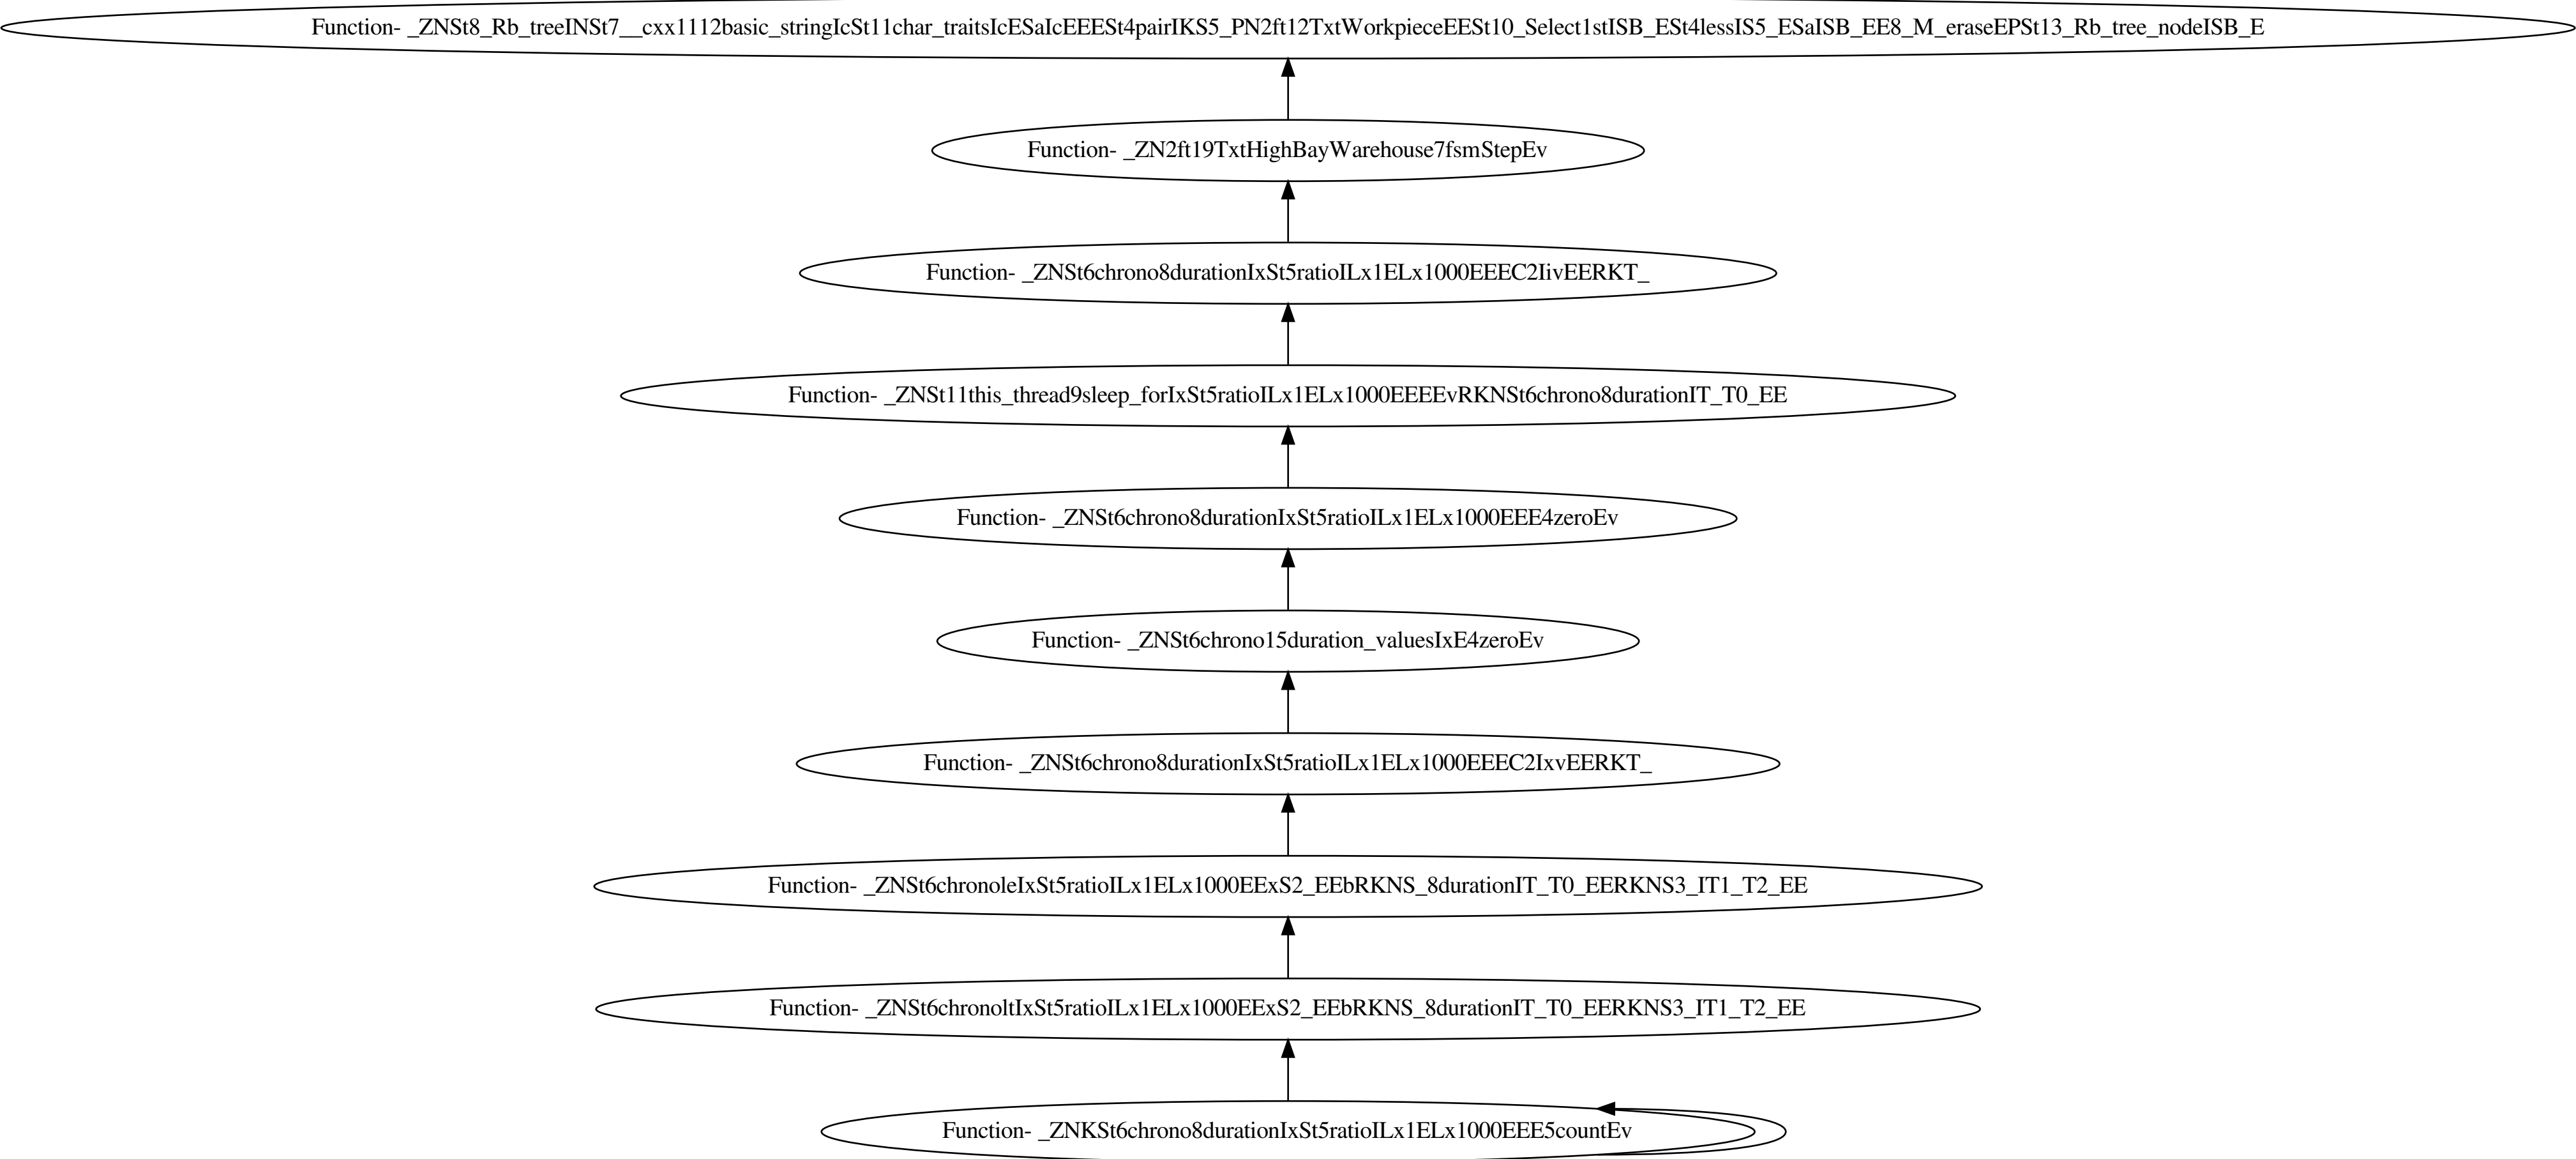 Function- _ZNSt8_Rb_treeINSt7__cxx1112basic_stringIcSt11char_traitsIcESaIcEEESt4pairIKS5_PN2ft12TxtWorkpieceEESt10_Select1stISB_ESt4lessIS5_ESaISB_EE8_M_eraseEPSt13_Rb_tree_nodeISB_E
Function- _ZN2ft19TxtHighBayWarehouse7fsmStepEv
Function- _ZNSt6chrono8durationIxSt5ratioILx1ELx1000EEEC2IivEERKT_
Function- _ZNSt11this_thread9sleep_forIxSt5ratioILx1ELx1000EEEEvRKNSt6chrono8durationIT_T0_EE
Function- _ZNSt6chrono8durationIxSt5ratioILx1ELx1000EEE4zeroEv
Function- _ZNSt6chrono15duration_valuesIxE4zeroEv
Function- _ZNSt6chrono8durationIxSt5ratioILx1ELx1000EEEC2IxvEERKT_
Function- _ZNSt6chronoleIxSt5ratioILx1ELx1000EExS2_EEbRKNS_8durationIT_T0_EERKNS3_IT1_T2_EE
Function- _ZNSt6chronoltIxSt5ratioILx1ELx1000EExS2_EEbRKNS_8durationIT_T0_EERKNS3_IT1_T2_EE
Function- _ZNKSt6chrono8durationIxSt5ratioILx1ELx1000EEE5countEv